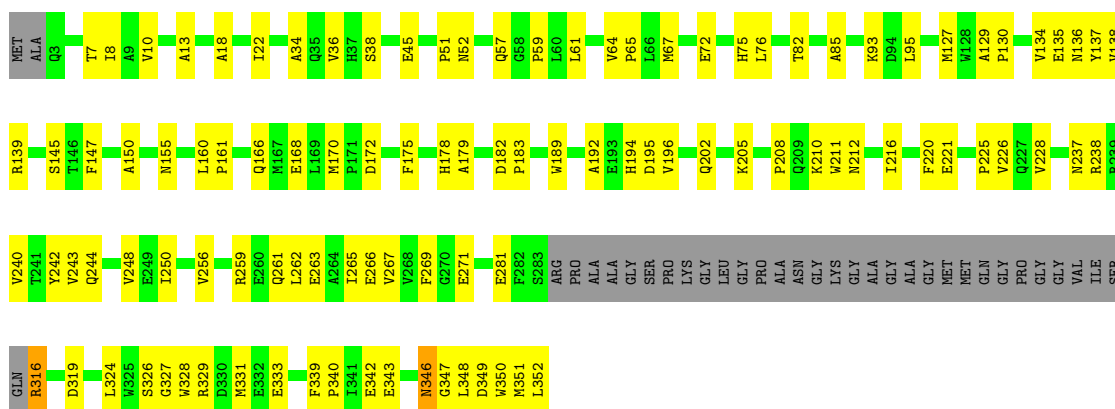 MET ALA Q3 T7 I8 A9 V10 A13 A18 I22 A34 Q35 V36 H37 S38 E45 P51 N52 Q57 G58 P59 L60 L61 V64 P65 L66 M67 E72 H75 L76 T82 A85 K93 D94 L95 M127 W128 A129 P130 V134 E135 N136 Y137 V138
R139 S145 T146 F147 A150 N155 L160 P161 Q166 M167 E168 L169 M170 P171 D172 F175 H178 A179 D182 P183 W189 A192 E193 H194 D195 V196 Q202 K205 P208 Q209 K210 W211 N212 I216 F220 E221 P225 V226 Q227 V228 N237 R238 R239
V240 T241 Y242 V243 Q244 V248 E249 I250 V256 R259 E260 Q261 L262 E263 A264 I265 E266 V267 V268 F269 G270 E271 E281 F282 S283 ARG PRO ALA ALA GLY SER PRO LYS GLY LEU GLY PRO ALA ASN GLY LYS GLY ALA GLY ALA GLY MET MET GLN GLY PRO GLY GLY VAL ILE SER
GLN R316 D319 L324 W325 S326 G327 W328 R329 D330 M331 E332 E333 F339 P340 I341 E342 E343 N346 G347 L348 D349 W350 M351 L352